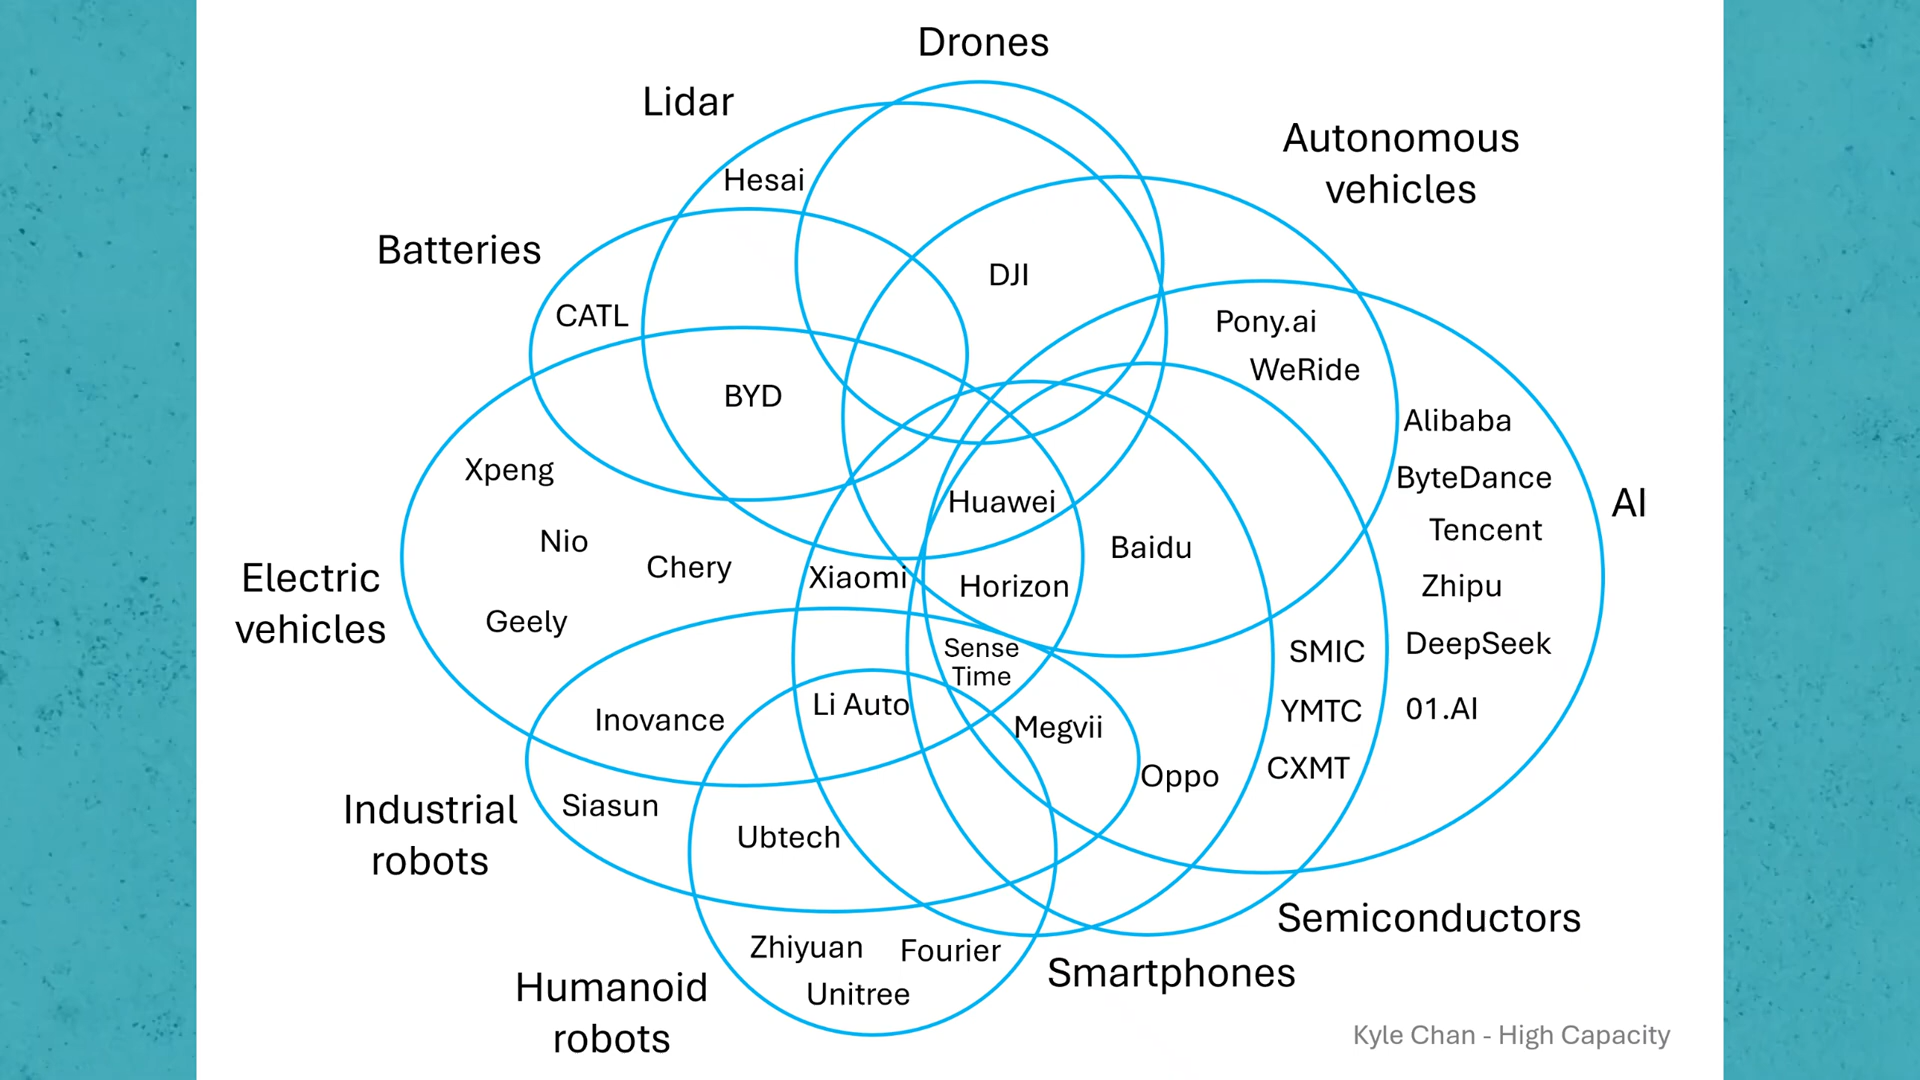 Drones
Lidar
Autonomous
vehicles
Hesai
Batteries
DJI
CATL
Pony.ai
WeRide
BYD
Alibaba
Xpeng
ByteDance
AI
Huawei
Tencent
Nio
Baidu
Chery
Xiaomi
Horizon
Zhipu
Electric
vehicles
Geely
Sense
Time
SMIC
DeepSeek
Li Auto
YMTC
01.AI
Inovance
Megvii
CXMT
Oppo
Industrial
robots
Siasun
Ubtech
Semiconductors
Zhiyuan
Fourier
Smartphones
Unitree
Humanoid
robots
Kyle Chan - High Capacity